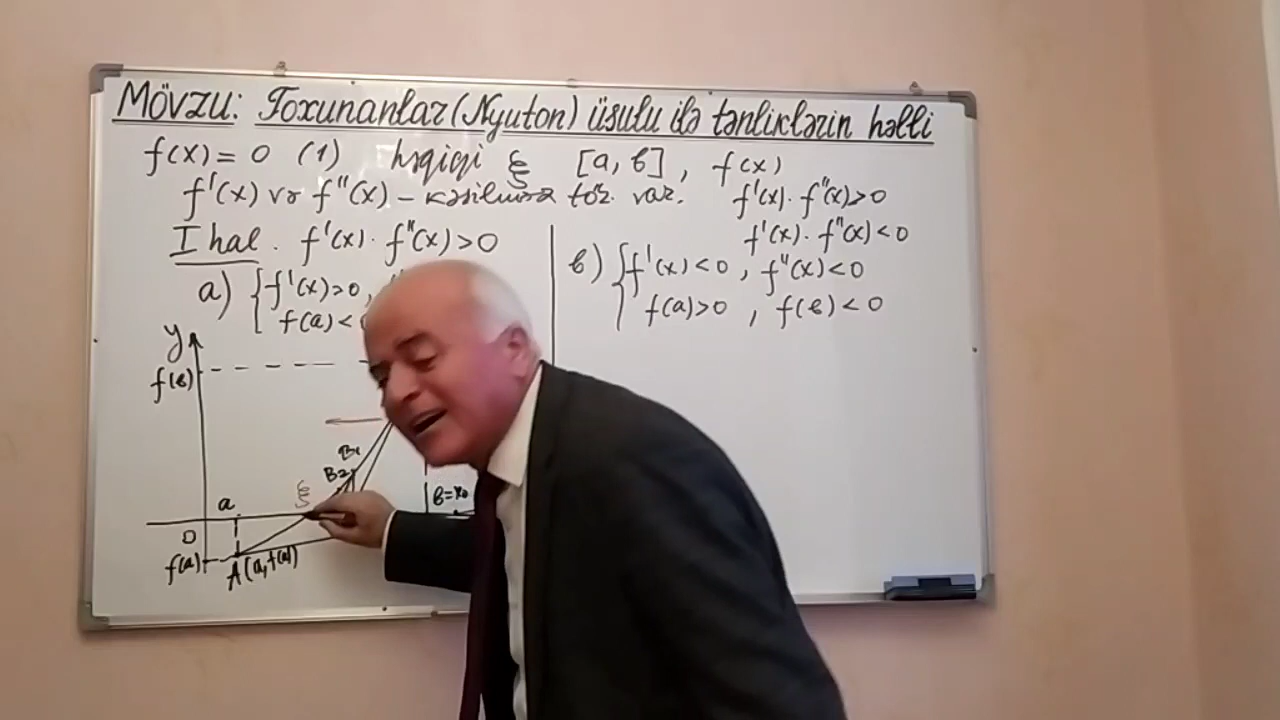 Mövzu: Toxunanlar (Nyuton) üsulu ilə tənliklərin həlli
f(x) = 0 (1) həqiqi ξ [a, b], f(x)
f'(x) və f''(x) – kəsilməz tör. var. f'(x)·f''(x)>0
f'(x)·f''(x)<0
I hal. f'(x)·f''(x)>0
a) f'(x)>0,
f(a)<
b) f'(x)<0, f''(x)<0
f(a)>0, f(b)<0
y
f(b)
B1
B2
ξ
a
b=x0
0
f(a)
A(a, f(a))